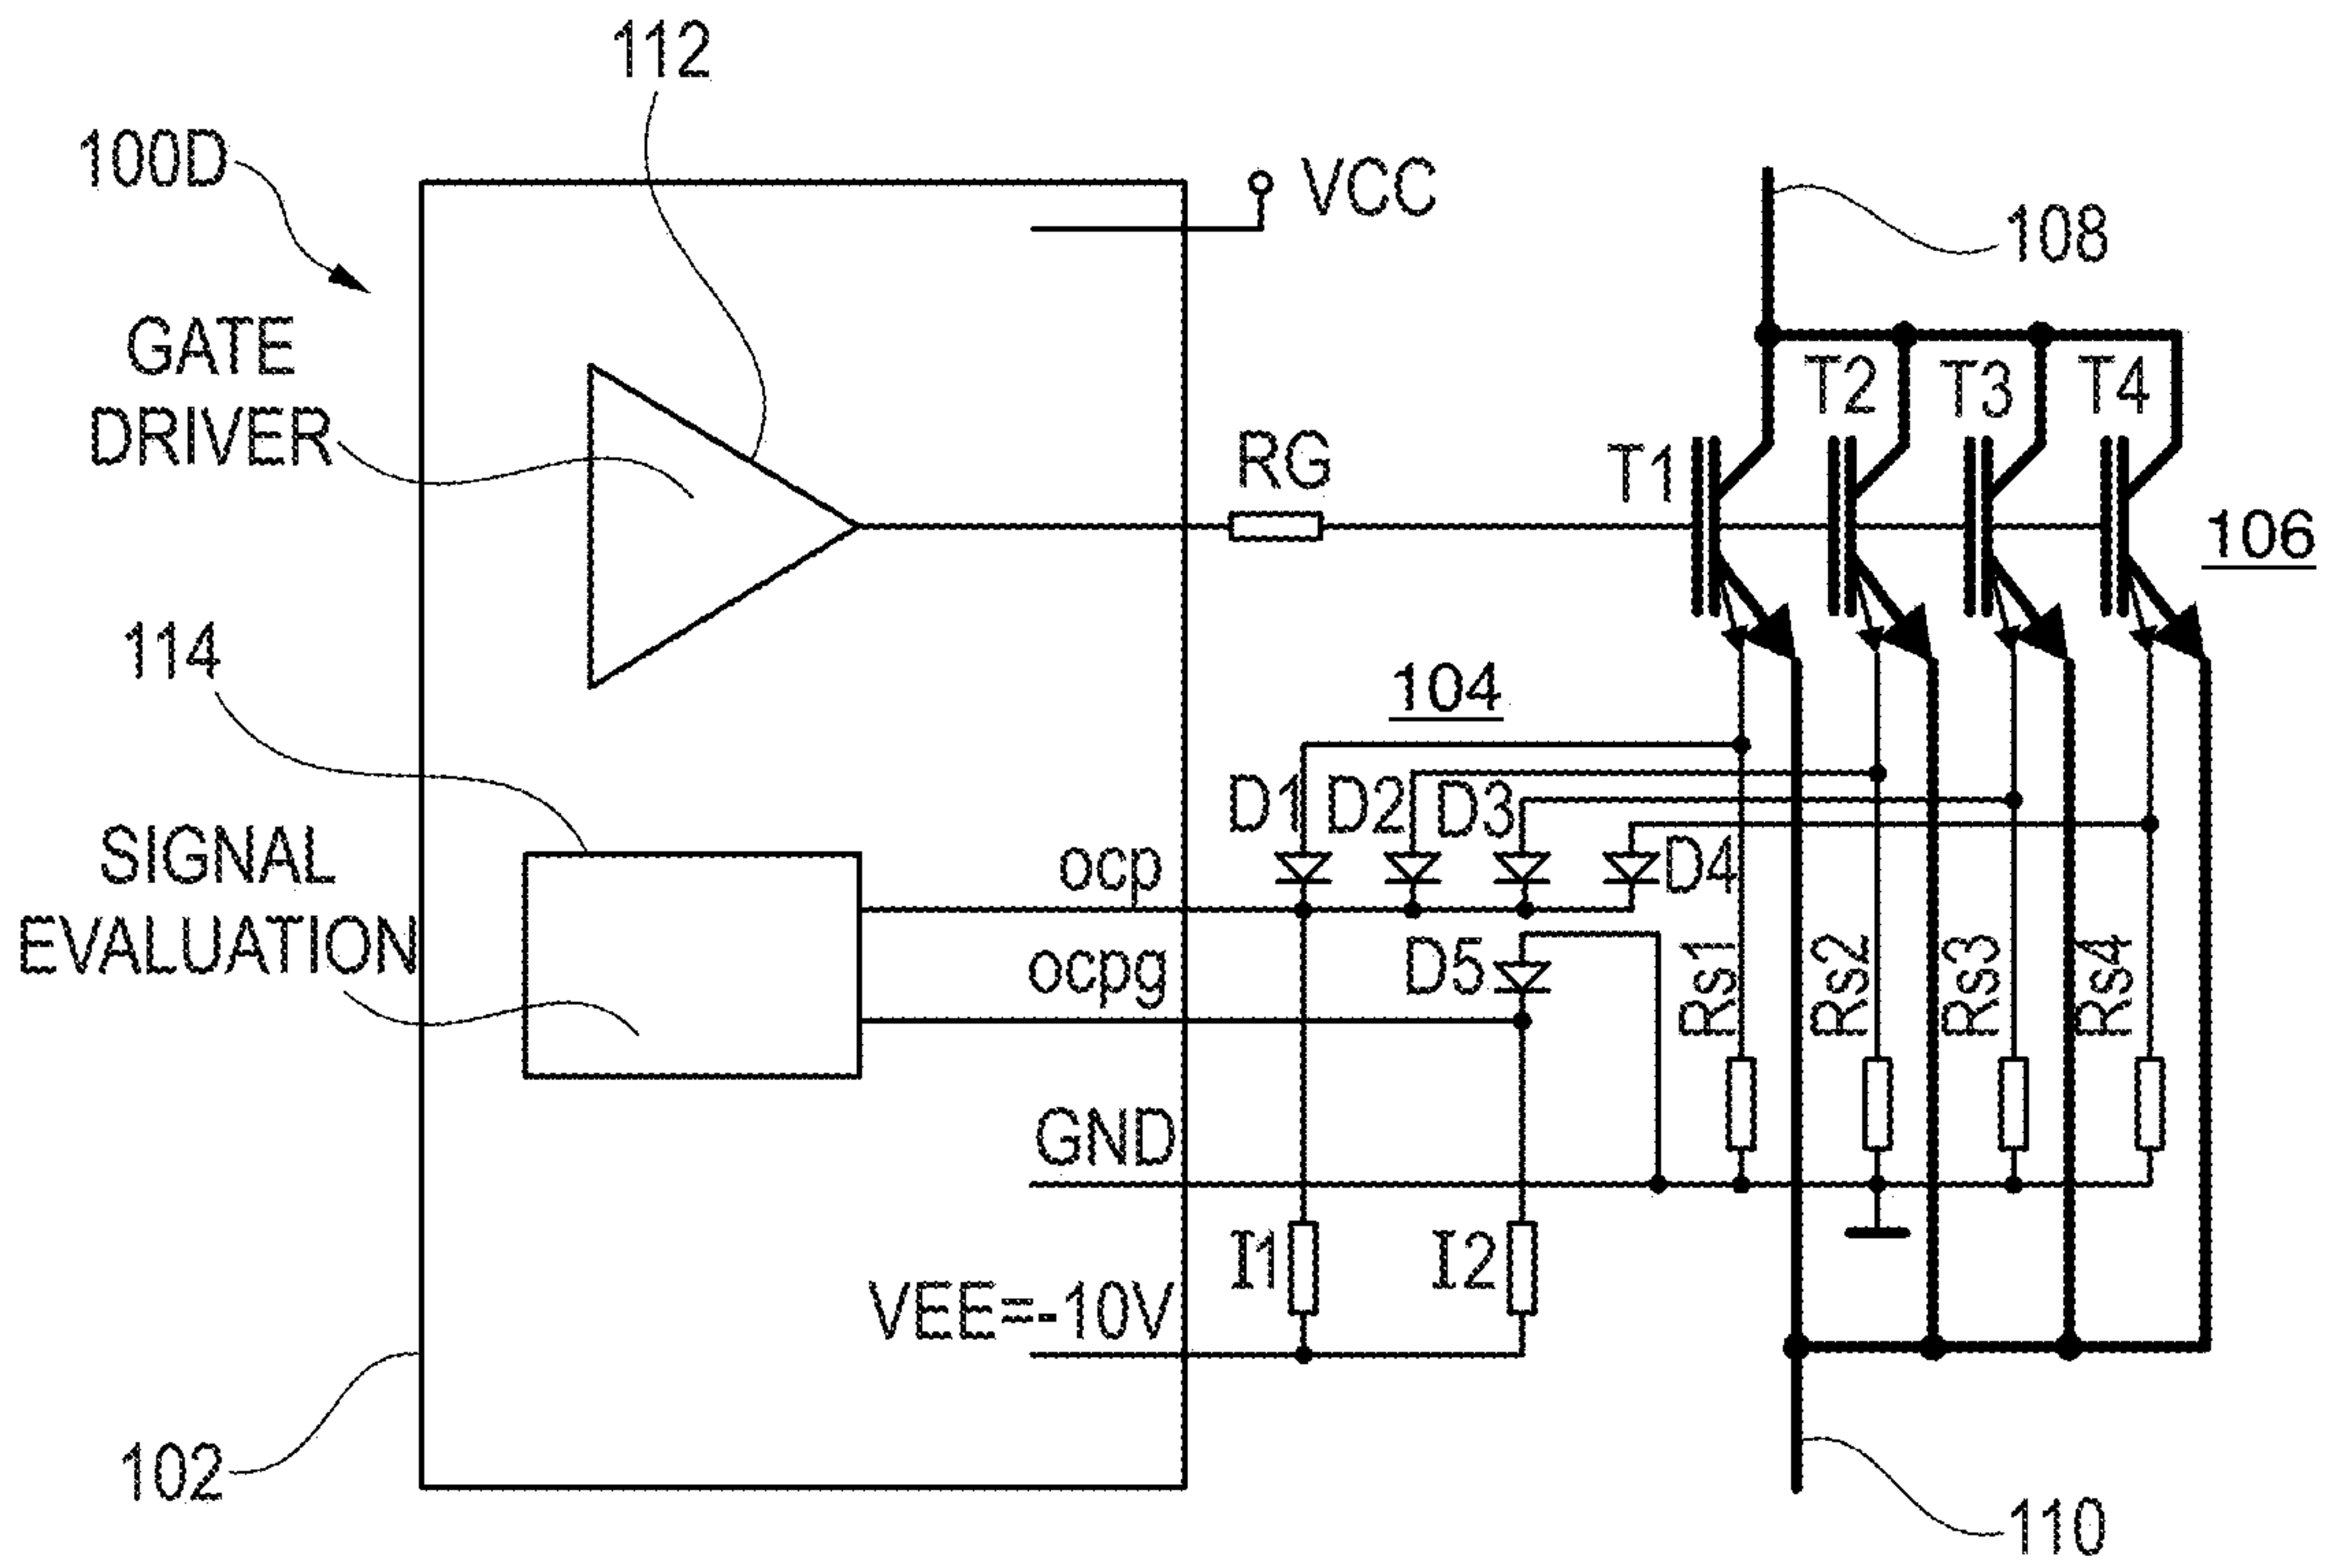 112
100D
VCC
108
GATE
DRIVER
T2
T3
T4
T1
RG
106
114
104
D1
D2
D3
D4
SIGNAL
EVALUATION
ocp
ocpg
D5
Rs1
Rs2
Rs3
Rs4
GND
I1
I2
VEE=-10V
102
110